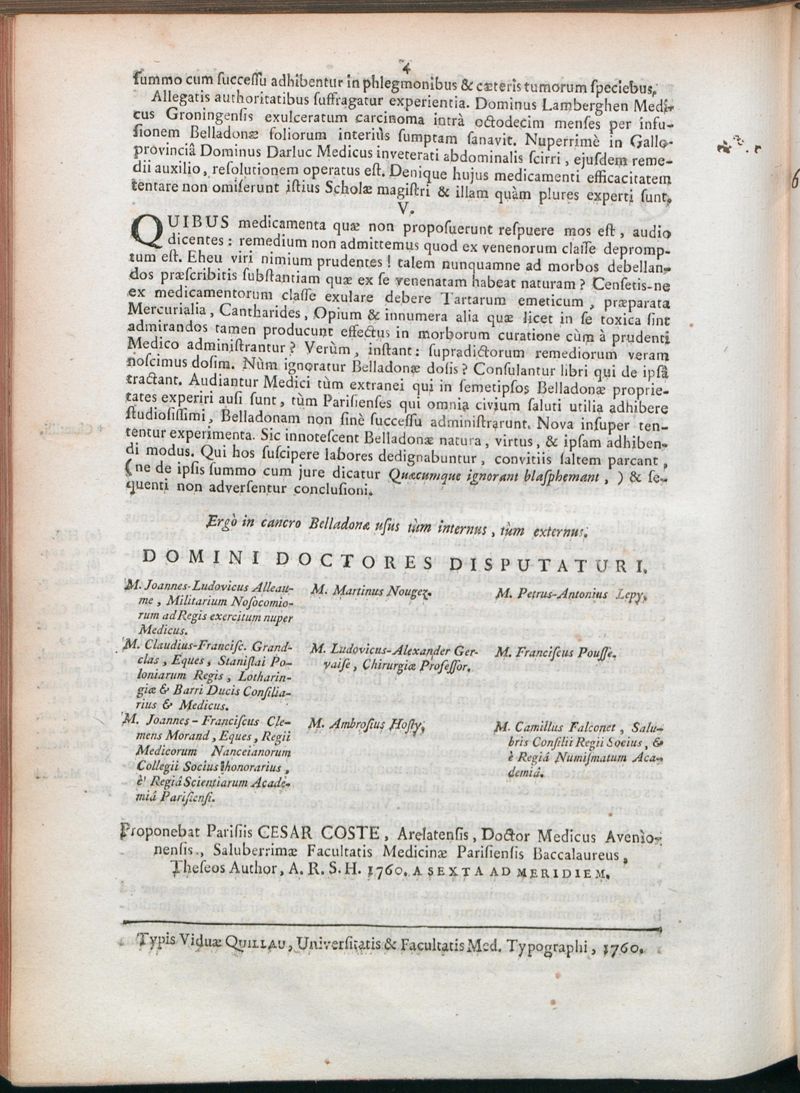 4
ſummo cum ſucceſſu adhibentur in phlegmonibus & cæteris tumorum ſpeciebus.
Allegatis authoritatibus ſuffragatur experientia. Dominus Lamberghen Medi-
cus Groningenſis exulceratum carcinoma intrà octodecim menſes per infu-
ſionem Belladonæ foliorum interiùs ſumptam ſanavit. Nuperrimè in Gallo-
provinciâ Dominus Darluc Medicus inveterati abdominalis ſcirri, ejuſdem reme-
dii auxilio, reſolutionem operatus eſt. Denique hujus medicamenti efficacitatem
tentare non omiſerunt iſtius Scholæ magiſtri & illam quàm plures experti ſunt.
V.
QUIBUS medicamenta quæ non propoſuerunt reſpuere mos eſt, audio
dicentes : remedium non admittemus quod ex venenorum claſſe depromp-
tum eſt. Eheu viri nimium prudentes ! talem nunquamne ad morbos debellan-
dos præſcribitis ſubſtantiam quæ ex ſe venenatam habeat naturam ? Cenſetis-ne
ex medicamentorum claſſe exulare debere Tartarum emeticum, præparata
Mercurialia, Cantharides, Opium & innumera alia quæ licet in ſe toxica ſint
admirandos tamen producunt effectus in morborum curatione cùm à prudenti
Medico adminiſtrantur ? Verùm, inſtant : ſupradictorum remediorum veram
noſcimus doſim. Nùm ignoratur Belladonæ doſis ? Conſulantur libri qui de ipſâ
tractant. Audiantur Medici tùm extranei qui in ſemetipſos Belladonæ proprie-
tates experiri auſi ſunt, tùm Pariſienſes qui omnia civium ſaluti utilia adhibere
ſtudioſiſſimi, Belladonam non ſinè ſucceſſu adminiſtrarunt. Nova inſuper ten-
tentur experimenta. Sic innoteſcent Belladonæ natura, virtus, & ipſam adhiben-
di modus. Qui hos ſuſcipere labores dedignabuntur, convitiis ſaltem parcant,
(ne de ipſis ſummo cum jure dicatur Quæcumque ignorant blaſphemant, ) & ſe-
quenti non adverſentur concluſioni.
Ergò in cancro Belladonæ uſus tùm internus, tùm externus.
DOMINI DOCTORES DISPUTATURI.
M. Joannes-Ludovicus Alleau-
me, Militarium Noſocomio-
rum ad Regis exercitum nuper
Medicus.
M. Martinus Nouguez.
M. Petrus-Antonius Lepy.
M. Claudius-Franciſc. Grand-
clas, Eques, Staniſlai Po-
loniarum Regis, Lotharin-
giæ & Barri Ducis Conſilia-
rius & Medicus.
M. Ludovicus-Alexander Ger-
vaiſe, Chirurgiæ Profeſſor.
M. Franciſcus Pouſſe.
M. Joannes-Franciſcus Cle-
mens Morand, Eques, Regii
Medicorum Nanceianorum
Collegii Socius honorarius,
è Regiâ Scientiarum Acade-
miâ Pariſienſi.
M. Ambroſius Hoſty.
M. Camillus Falconet, Salu-
bris Conſilii Regii Socius, &
è Regiâ Numiſmatum Aca-
demiâ.
Proponebat Pariſiis CESAR COSTE, Arelatenſis, Doctor Medicus Avenio-
nenſis, Saluberrimæ Facultatis Medicinæ Pariſienſis Baccalaureus,
Theſeos Author, A. R. S. H. 1760. A SEXTA AD MERIDIEM.
Typis Viduæ QUILLAU, Univerſitatis & Facultatis Med. Typographi, 1760.